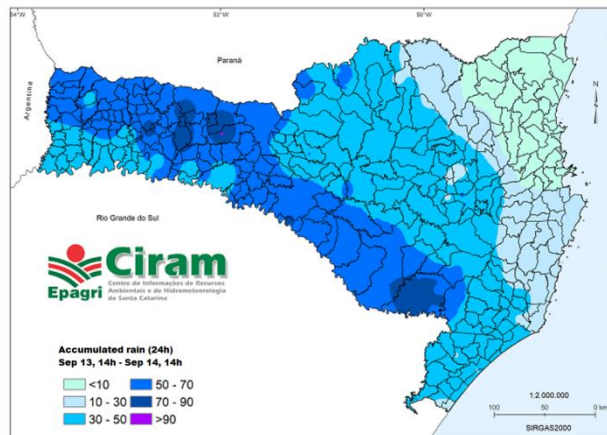 54°W
52°W
50°W
Paraná
Argentina
N
Rio Grande do Sul
Ciram
Epagri
Centro de Informações de Recursos
Ambientais e de Hidrometeorologia
de Santa Catarina
Accumulated rain (24h)
Sep 13, 14h - Sep 14, 14h
<10
50 - 70
10 - 30
70 - 90
30 - 50
>90
1:2.000.000
100 50 0 km
SIRGAS2000